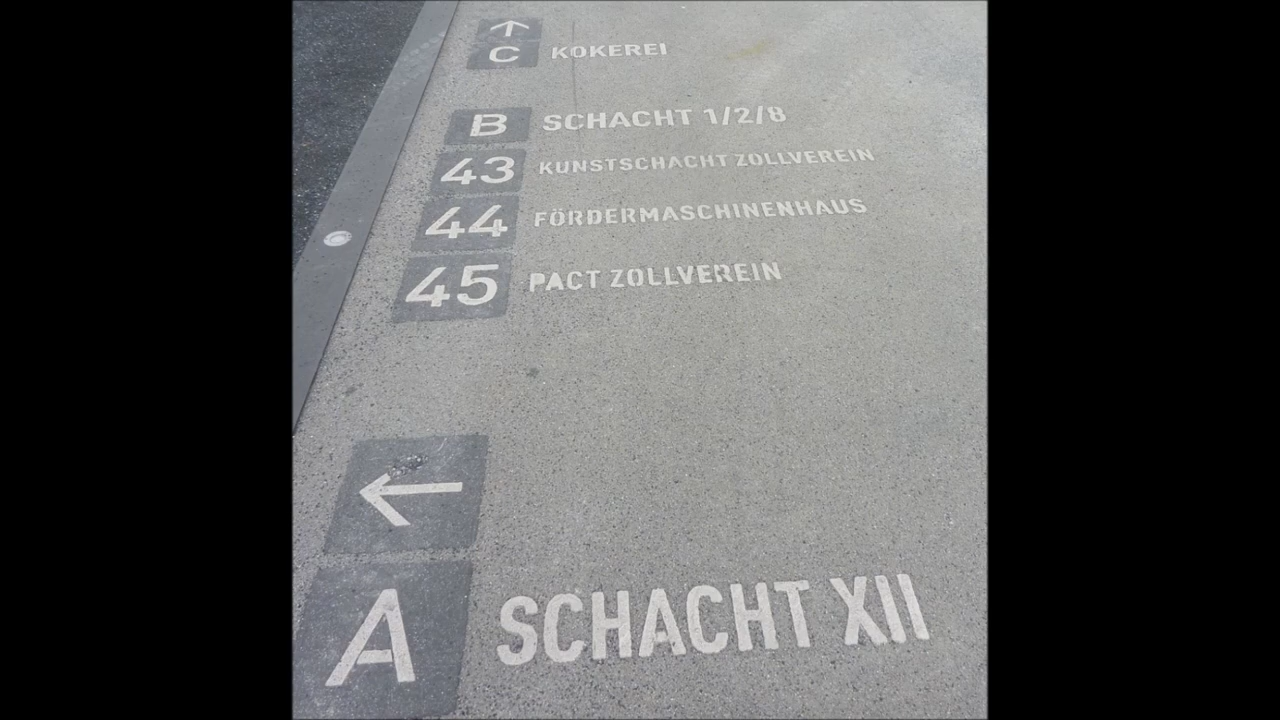 ↑
C KOKEREI
B SCHACHT 1/2/8
43 KUNSTSCHACHT ZOLLVEREIN
44 FÖRDERMASCHINENHAUS
45 PACT ZOLLVEREIN
←
A SCHACHT XII